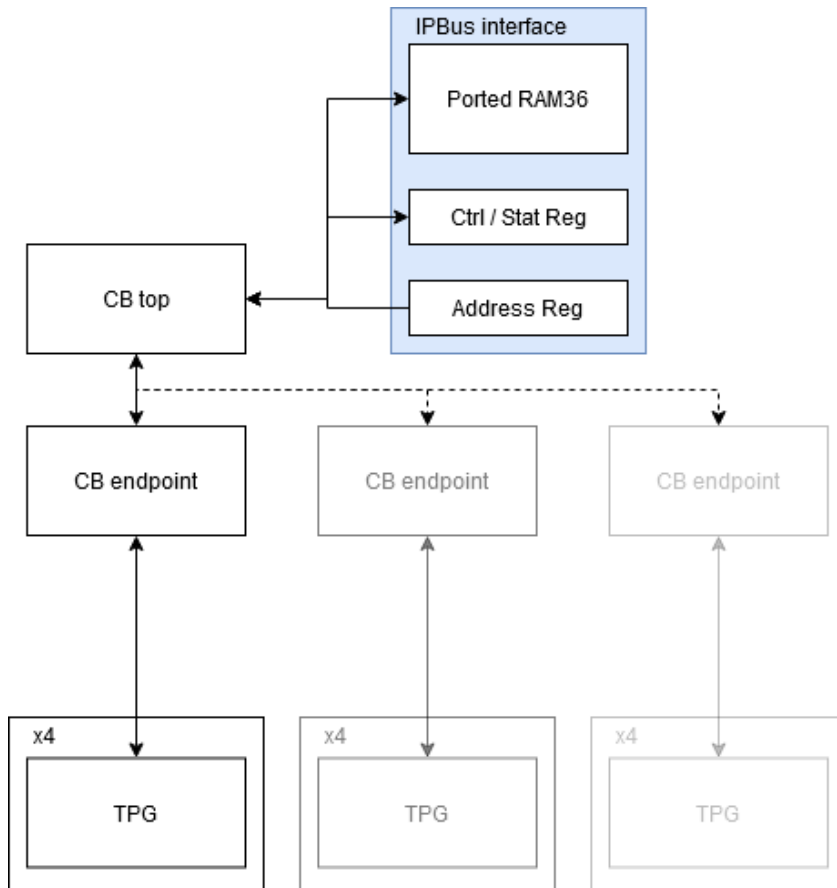 IPBus interface
Ported RAM36
Ctrl / Stat Reg
Address Reg
CB top
CB endpoint
CB endpoint
CB endpoint
x4
TPG
x4
TPG
x4
TPG